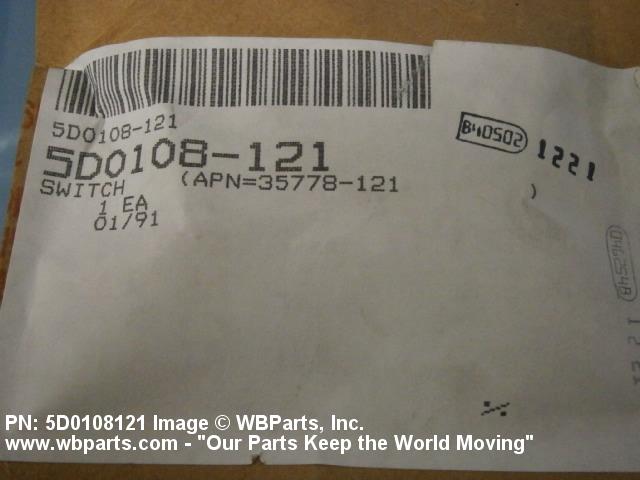 5D0108-121
5D0108-121
SWITCH (APN=35778-121 )
1 EA
01/91
1221
PN: 5D0108121 Image © WBParts, Inc.
www.wbparts.com - "Our Parts Keep the World Moving"